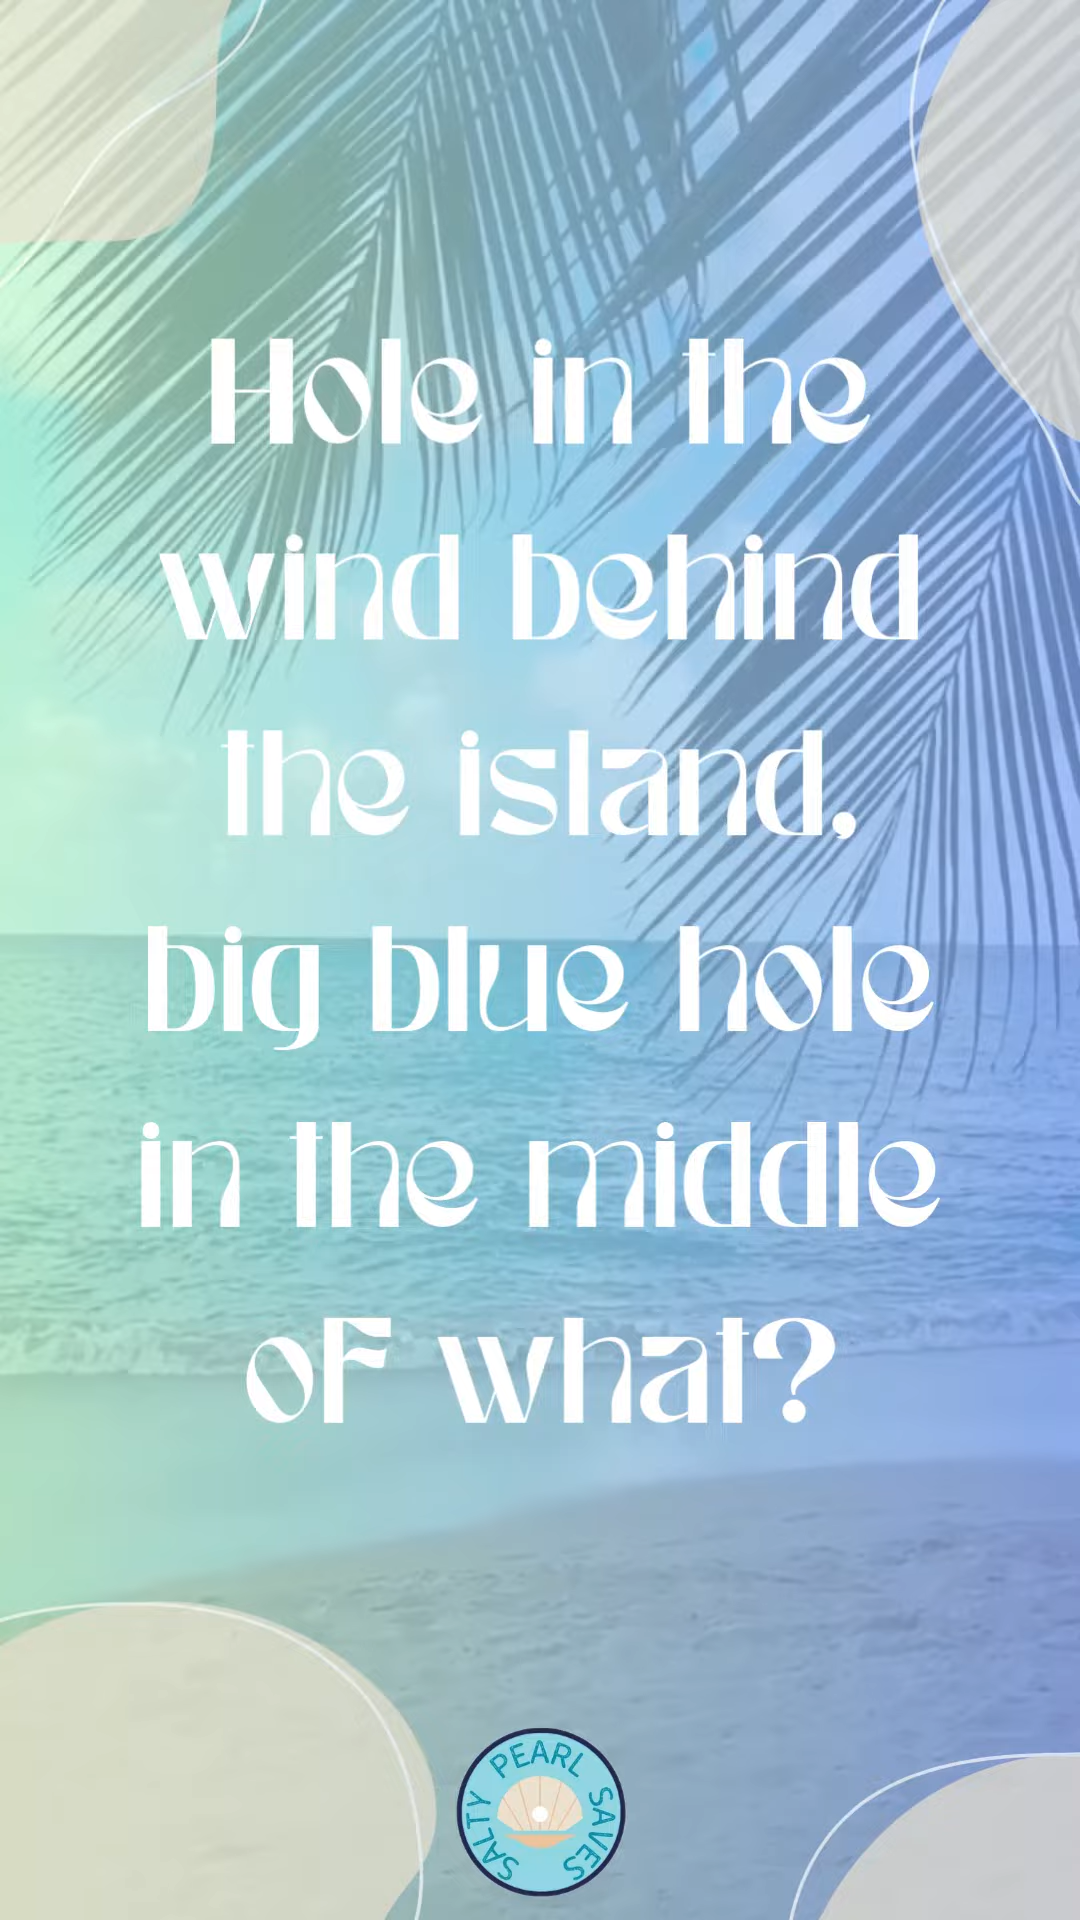 Hole in the
wind behind
the island,
big blue hole
in the middle
of what?
SALTY PEARL SAVES